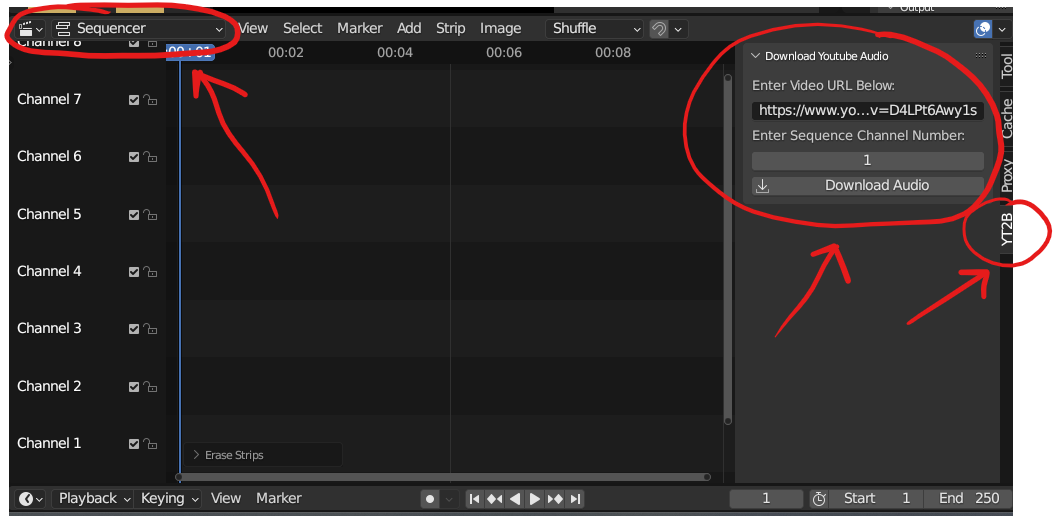 Output
Sequencer View Select Marker Add Strip Image Shuffle
Channel 8
00:02 00:04 00:06 00:08
Channel 7
Channel 6
Channel 5
Channel 4
Channel 3
Channel 2
Channel 1
Erase Strips
Download Youtube Audio
Enter Video URL Below:
https://www.yo...v=D4LPt6Awy1s
Enter Sequence Channel Number:
1
Download Audio
Tool
Cache
Proxy
YT2B
Playback Keying View Marker 1 Start 1 End 250